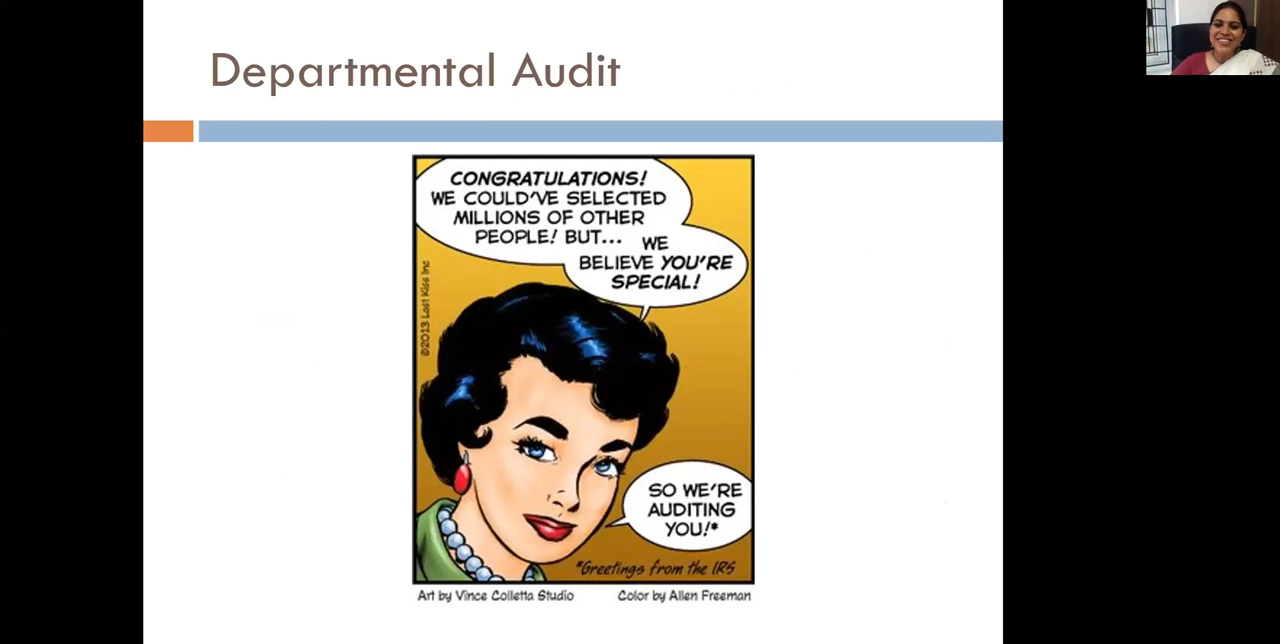 Departmental Audit
CONGRATULATIONS!
WE COULD'VE SELECTED
MILLIONS OF OTHER
PEOPLE! BUT...
WE
BELIEVE YOU'RE
SPECIAL!
©2013 Last Kiss Inc
SO WE'RE
AUDITING
YOU!*
*Greetings from the IRS
Art by Vince Colletta Studio
Color by Allen Freeman